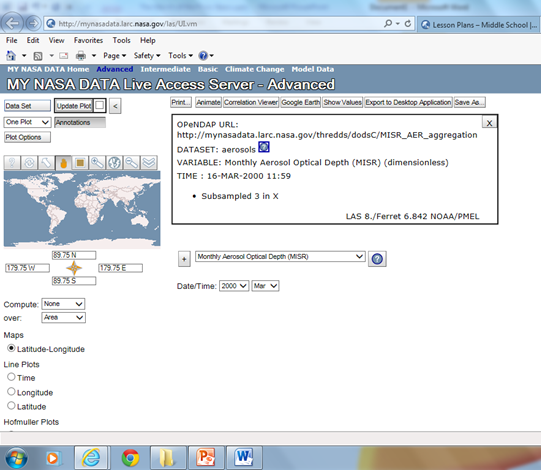 http://mynasadata.larc.nasa.gov/las/UI.vm
Lesson Plans – Middle School |...
File Edit View Favorites Tools Help
Page Safety Tools
MY NASA DATA Home Advanced Intermediate Basic Climate Change Model Data
MY NASA DATA Live Access Server - Advanced
Data Set Update Plot <
Print... Animate Correlation Viewer Google Earth Show Values Export to Desktop Application Save As...
One Plot Annotations
Plot Options
X
OPeNDAP URL:
http://mynasadata.larc.nasa.gov/thredds/dodsC/MISR_AER_aggregation
DATASET: aerosols
VARIABLE: Monthly Aerosol Optical Depth (MISR) (dimensionless)
TIME : 16-MAR-2000 11:59
• Subsampled 3 in X
LAS 8./Ferret 6.842 NOAA/PMEL
89.75 N
179.75 W 179.75 E
89.75 S
+ Monthly Aerosol Optical Depth (MISR) ?
Date/Time: 2000 Mar
Compute: None
over: Area
Maps
Latitude-Longitude
Line Plots
Time
Longitude
Latitude
Hofmuller Plots